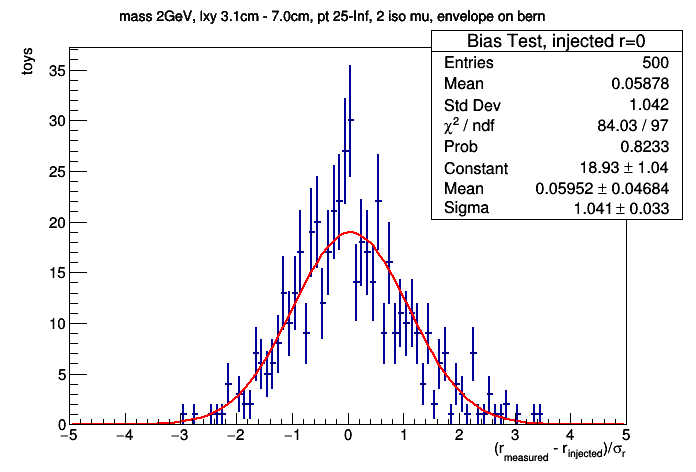 mass 2GeV, lxy 3.1cm - 7.0cm, pt 25-Inf, 2 iso mu, envelope on bern
Bias Test, injected r=0
Entries 500
Mean 0.05878
Std Dev 1.042
χ² / ndf 84.03 / 97
Prob 0.8233
Constant 18.93 ± 1.04
Mean 0.05952 ± 0.04684
Sigma 1.041 ± 0.033
toys
35
30
25
20
15
10
5
0
−5 −4 −3 −2 −1 0 1 2 3 4 5
(r_measured - r_injected)/σ_r